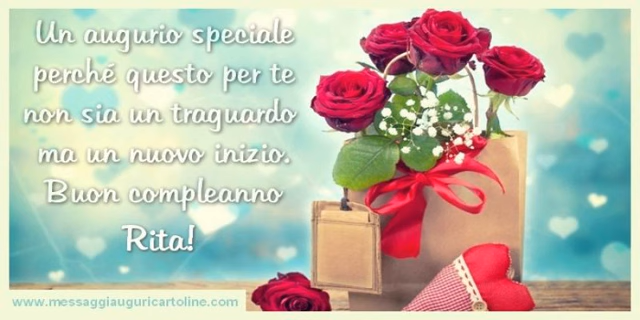 Un augurio speciale
perché questo per te
non sia un traguardo
ma un nuovo inizio.
Buon compleanno
Rita!
www.messaggiauguricartoline.com